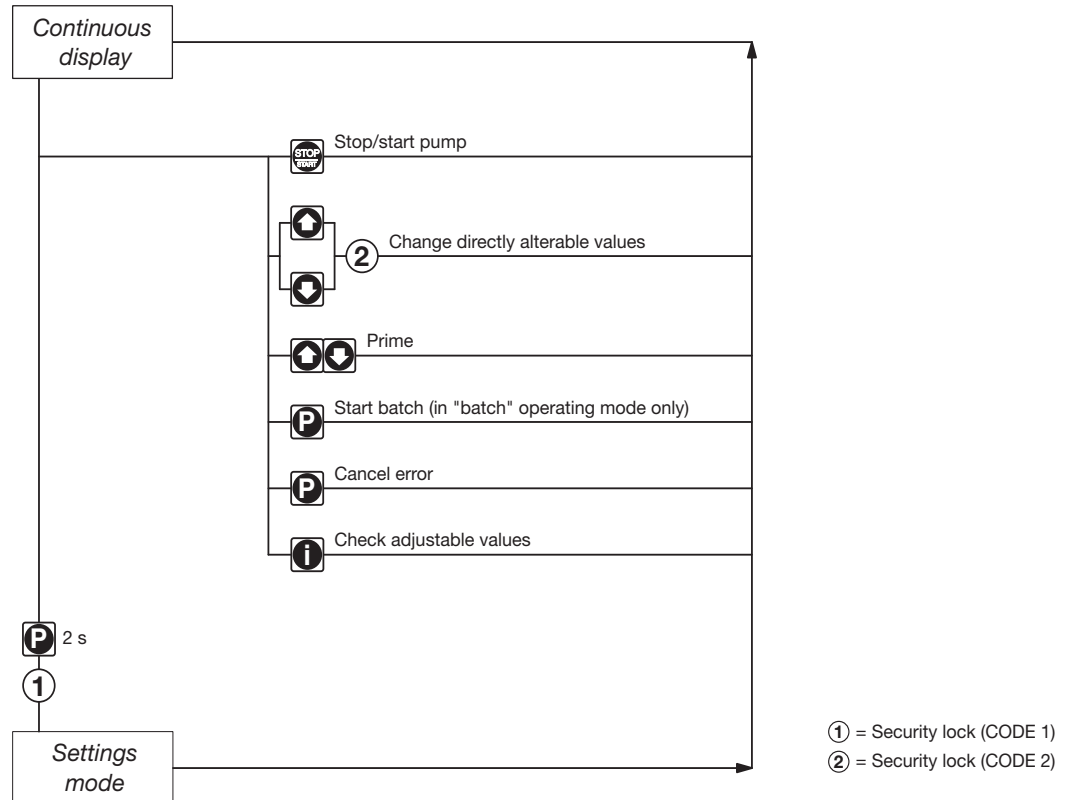 Continuous
display
Stop/start pump
STOP
START
2
Change directly alterable values
Prime
P
Start batch (in "batch" operating mode only)
P
Cancel error
i
Check adjustable values
P
2 s
1
Settings
mode
1 = Security lock (CODE 1)
2 = Security lock (CODE 2)